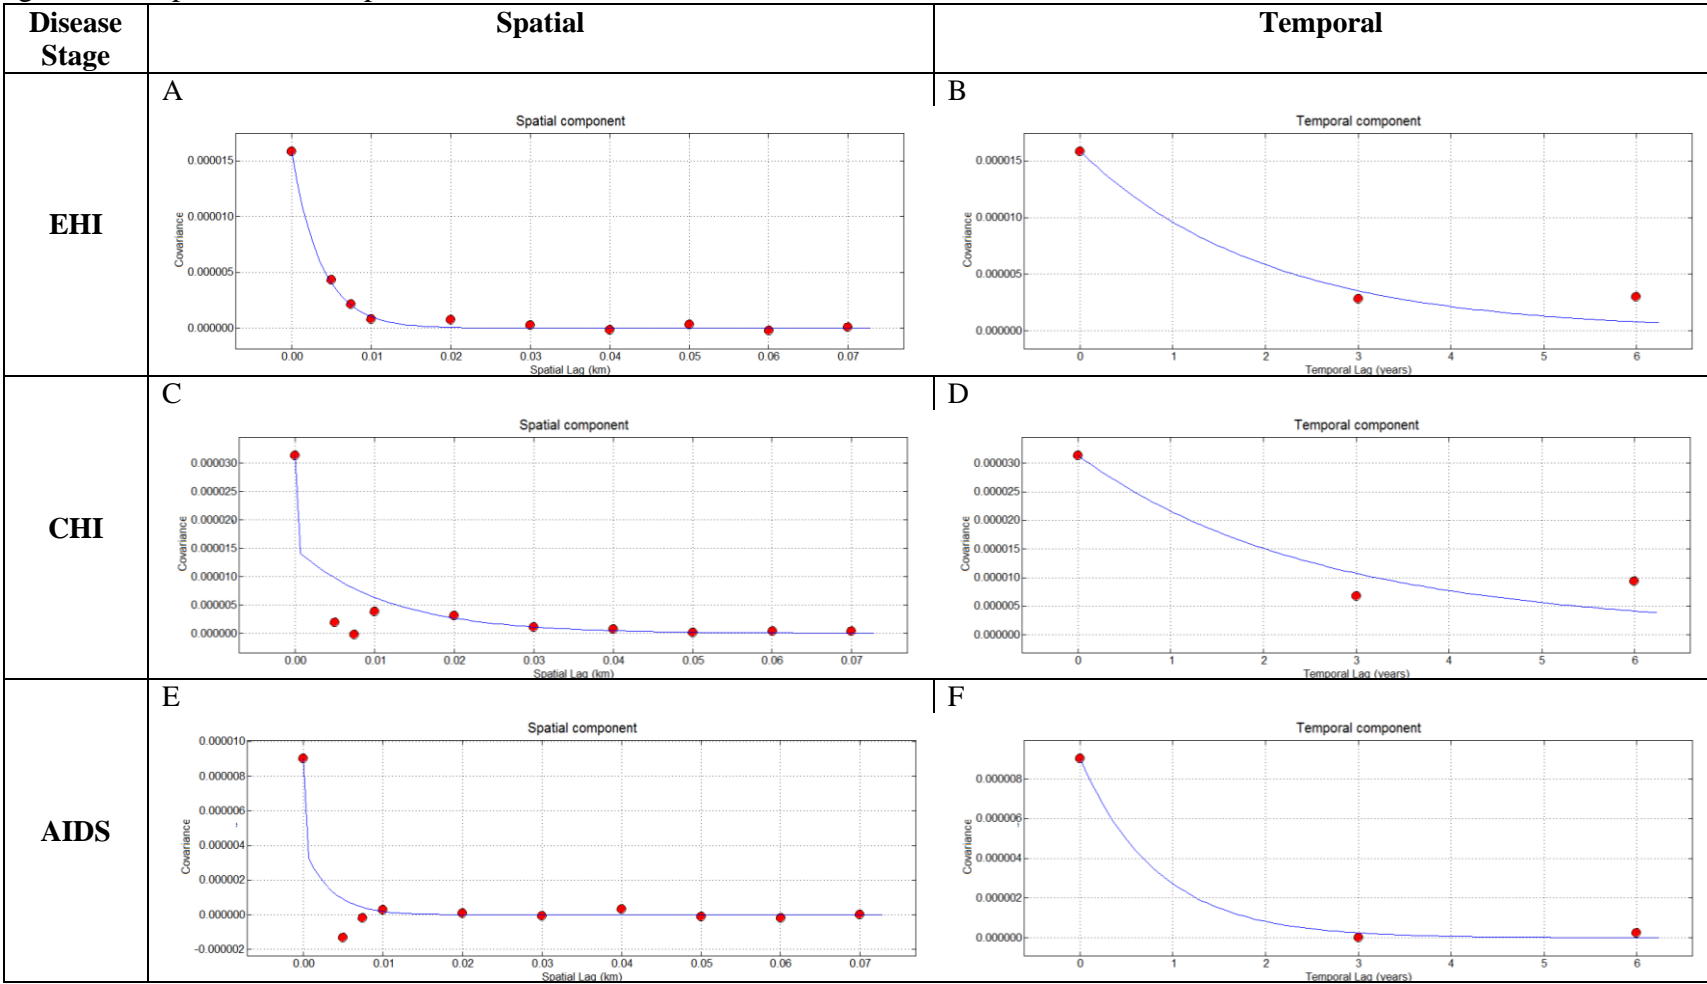 Disease
Stage
Spatial
Temporal
EHI
A
Spatial component
0.000015
0.000010
0.000005
0.000000
Covariance
0.00 0.01 0.02 0.03 0.04 0.05 0.06 0.07
Spatial Lag (km)
B
Temporal component
0.000015
0.000010
0.000005
0.000000
Covariance
0 1 2 3 4 5 6
Temporal Lag (years)
CHI
C
Spatial component
0.000030
0.000025
0.000020
0.000015
0.000010
0.000005
0.000000
Covariance
0.00 0.01 0.02 0.03 0.04 0.05 0.06 0.07
Spatial Lag (km)
D
Temporal component
0.000030
0.000025
0.000020
0.000015
0.000010
0.000005
0.000000
Covariance
0 1 2 3 4 5 6
Temporal Lag (years)
AIDS
E
Spatial component
0.000010
0.000008
0.000006
0.000004
0.000002
0.000000
-0.000002
Covariance
0.00 0.01 0.02 0.03 0.04 0.05 0.06 0.07
Spatial Lag (km)
F
Temporal component
0.000008
0.000006
0.000004
0.000002
0.000000
Covariance
0 1 2 3 4 5 6
Temporal Lag (years)